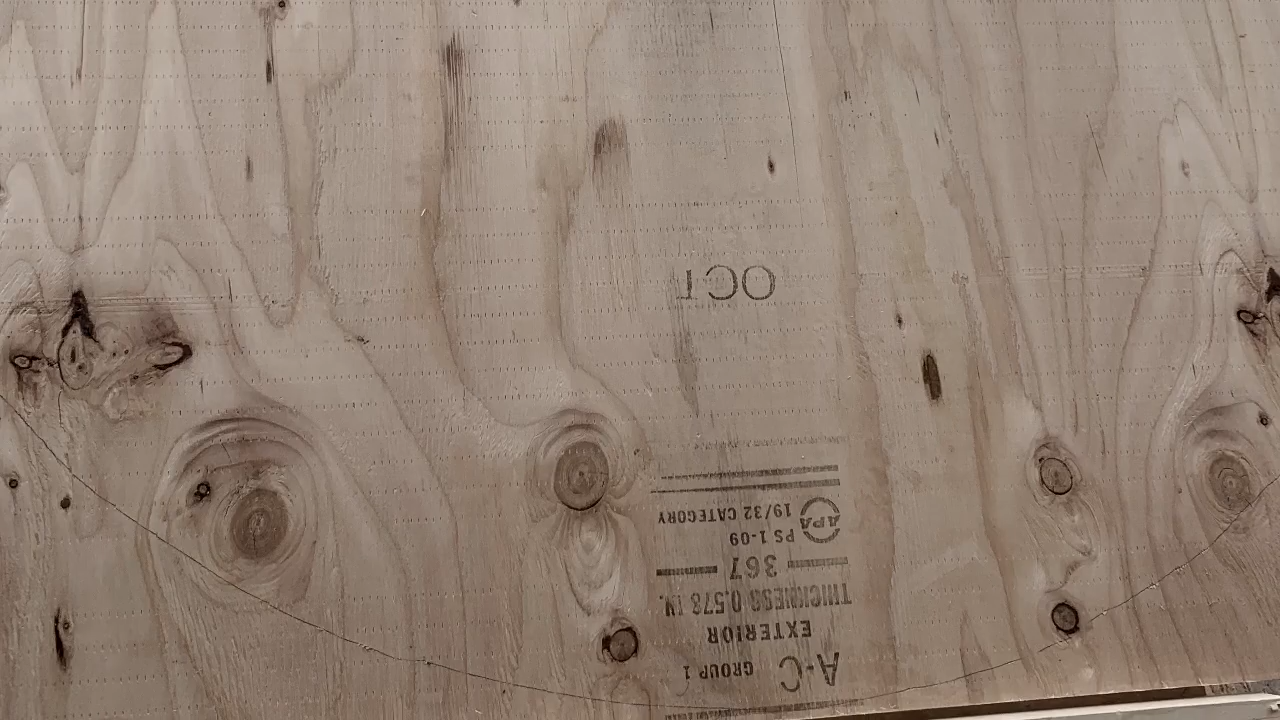 A-C GROUP 1
EXTERIOR
THICKNESS 0.578 IN.
367
APA PS 1-09
19/32 CATEGORY
OCT